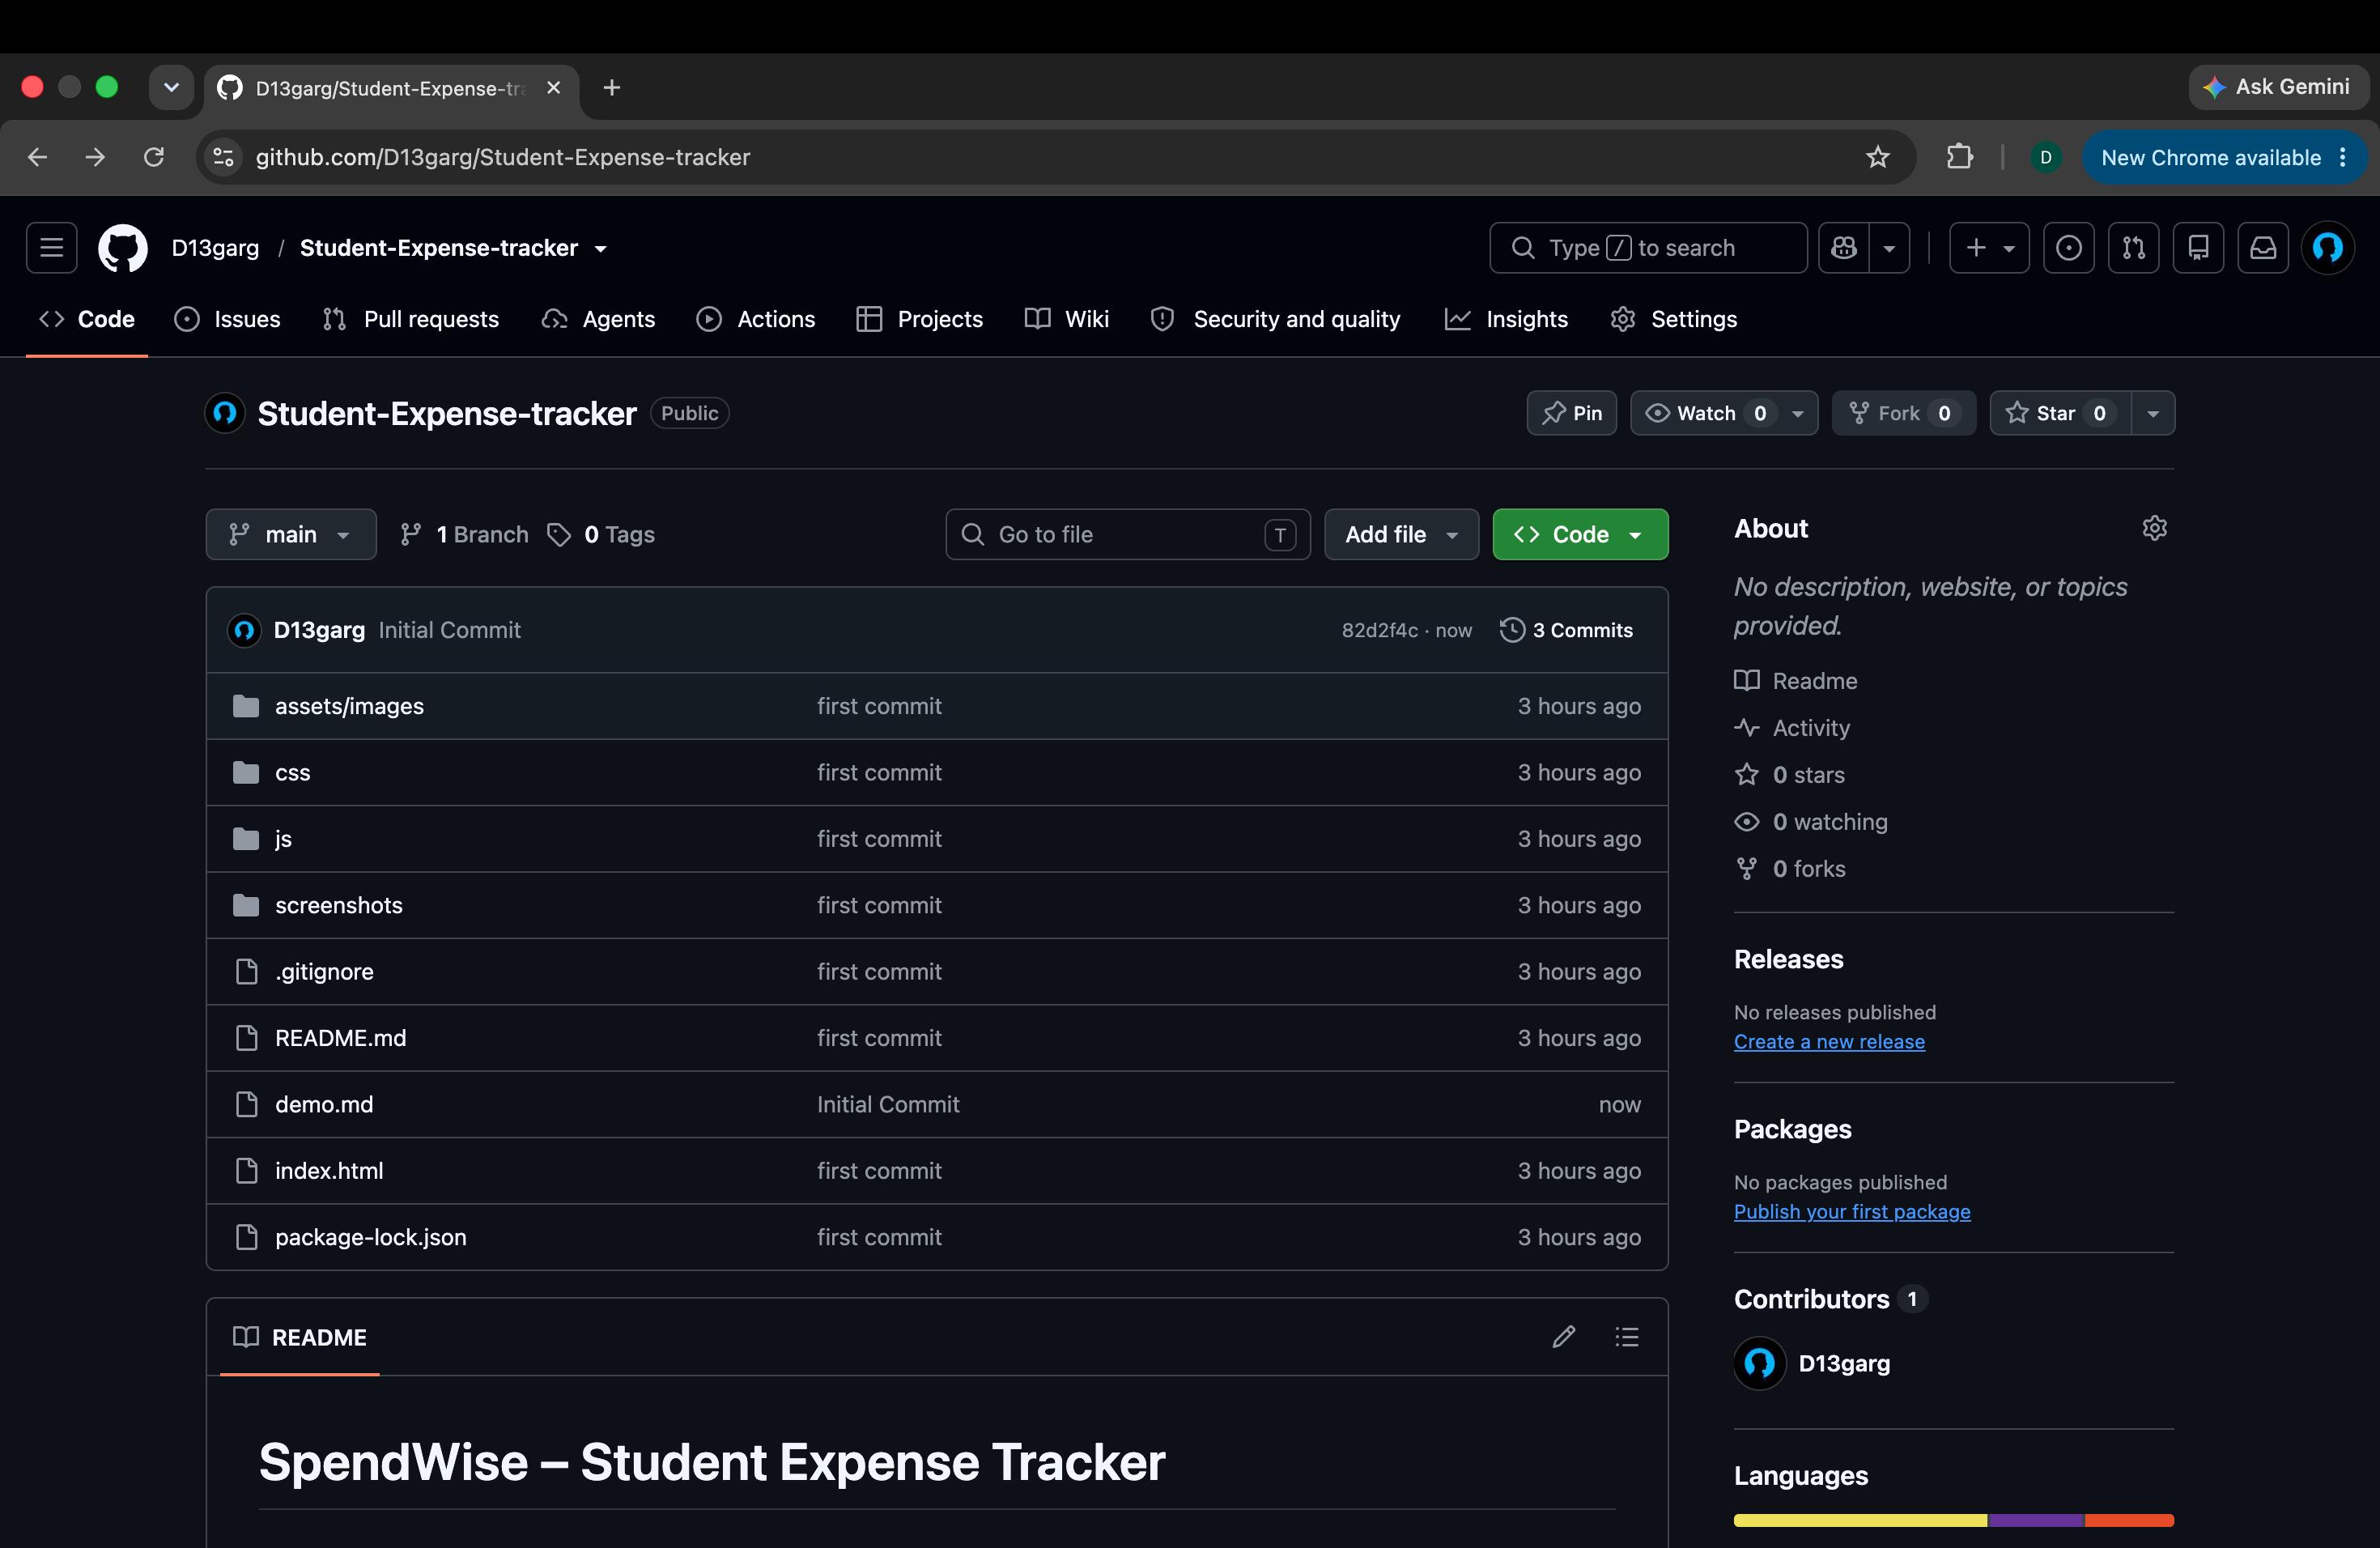 D13garg/Student-Expense-tra
Ask Gemini
github.com/D13garg/Student-Expense-tracker
D
New Chrome available
D13garg / Student-Expense-tracker
Type / to search
Code Issues Pull requests Agents Actions Projects Wiki Security and quality Insights Settings
Student-Expense-tracker Public
Pin Watch 0 Fork 0 Star 0
main 1 Branch 0 Tags
Go to file T Add file Code
D13garg Initial Commit 82d2f4c · now 3 Commits
assets/images first commit 3 hours ago
css first commit 3 hours ago
js first commit 3 hours ago
screenshots first commit 3 hours ago
.gitignore first commit 3 hours ago
README.md first commit 3 hours ago
demo.md Initial Commit now
index.html first commit 3 hours ago
package-lock.json first commit 3 hours ago
README
SpendWise – Student Expense Tracker
About
No description, website, or topics
provided.
Readme
Activity
0 stars
0 watching
0 forks
Releases
No releases published
Create a new release
Packages
No packages published
Publish your first package
Contributors 1
D13garg
Languages